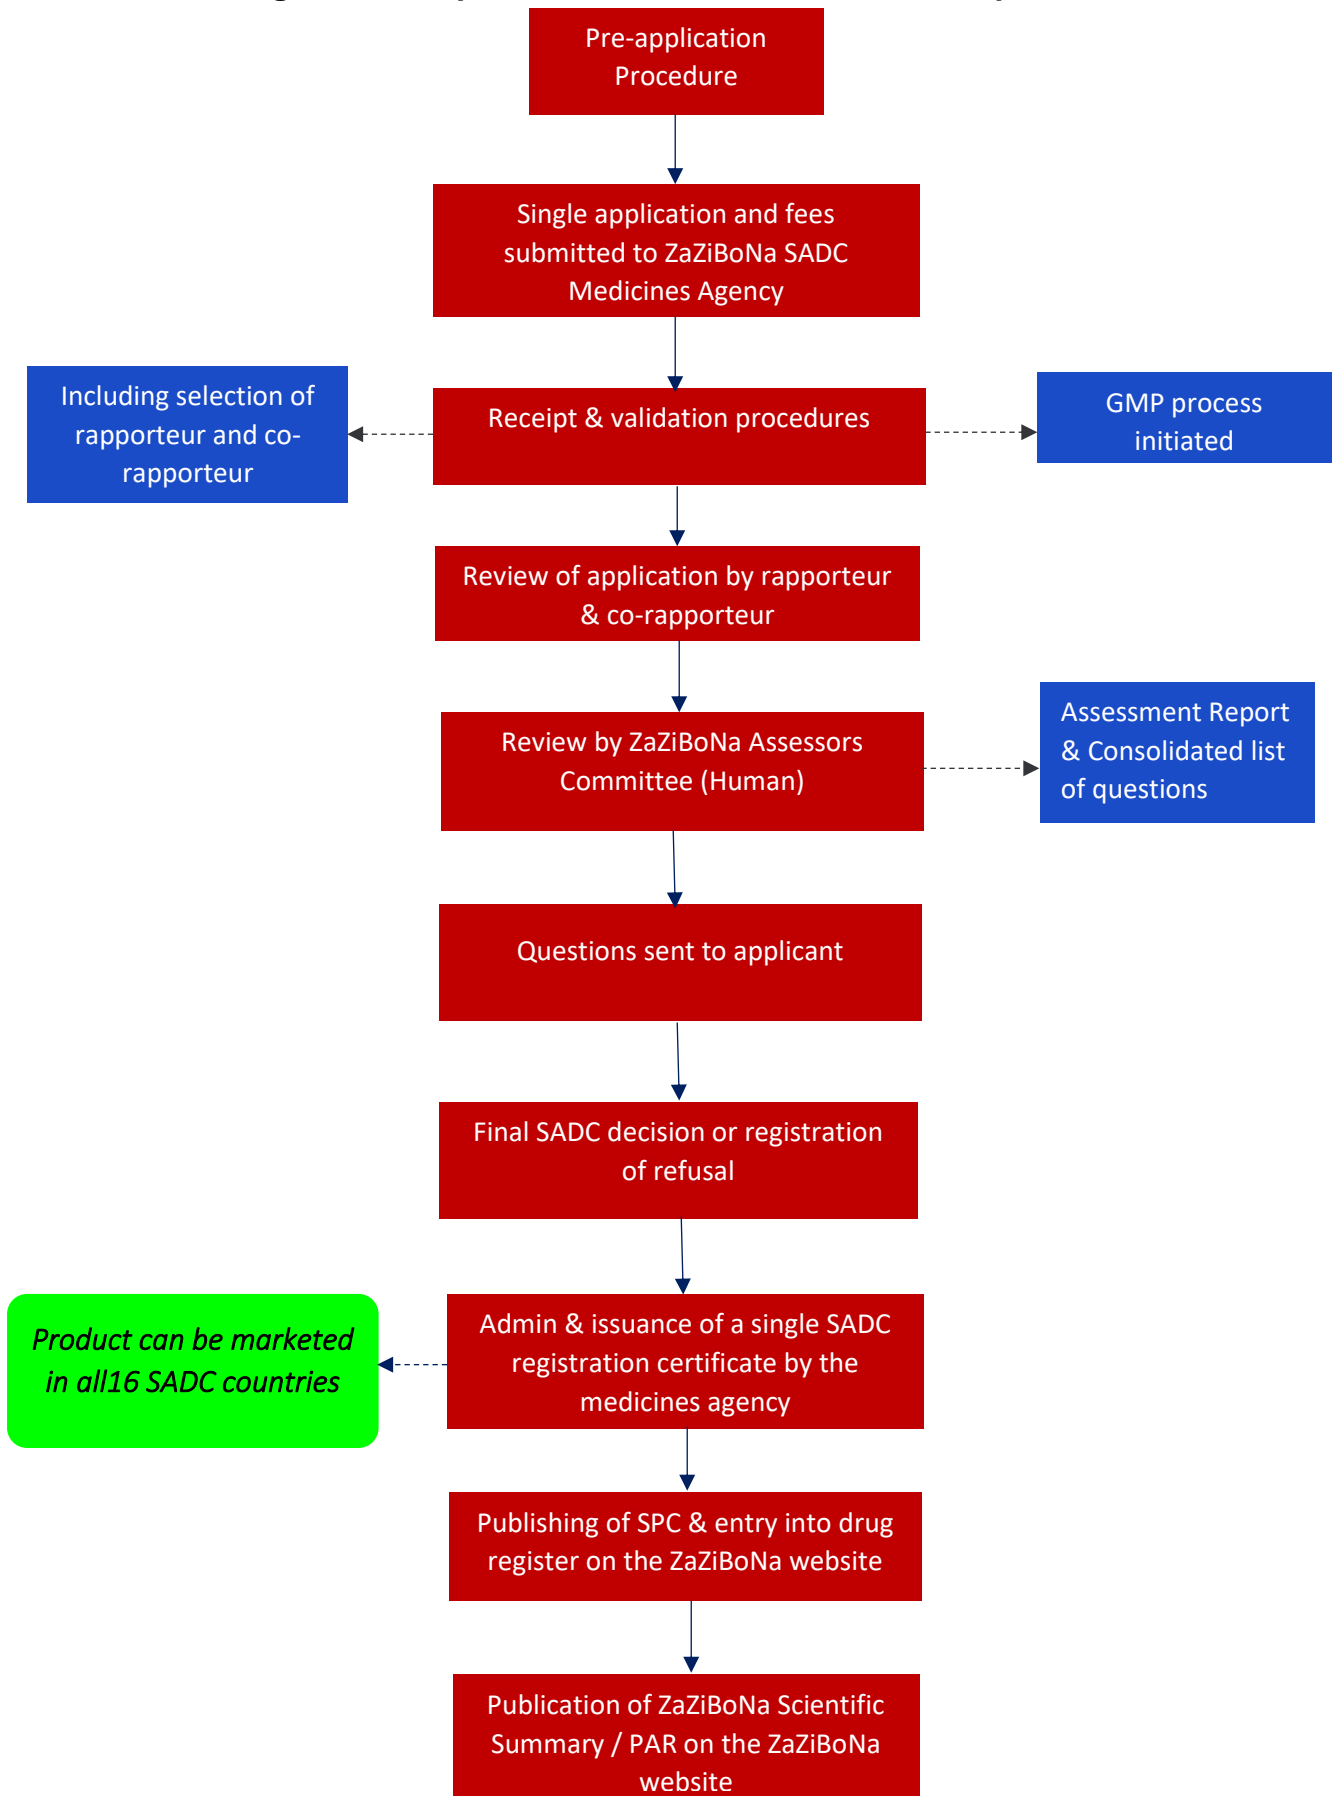 Pre-application
Procedure
Single application and fees
submitted to ZaZiBoNa SADC
Medicines Agency
Including selection of
rapporteur and co-
rapporteur
Receipt & validation procedures
GMP process
initiated
Review of application by rapporteur
& co-rapporteur
Review by ZaZiBoNa Assessors
Committee (Human)
Assessment Report
& Consolidated list
of questions
Questions sent to applicant
Final SADC decision or registration
of refusal
Product can be marketed
in all16 SADC countries
Admin & issuance of a single SADC
registration certificate by the
medicines agency
Publishing of SPC & entry into drug
register on the ZaZiBoNa website
Publication of ZaZiBoNa Scientific
Summary / PAR on the ZaZiBoNa
website